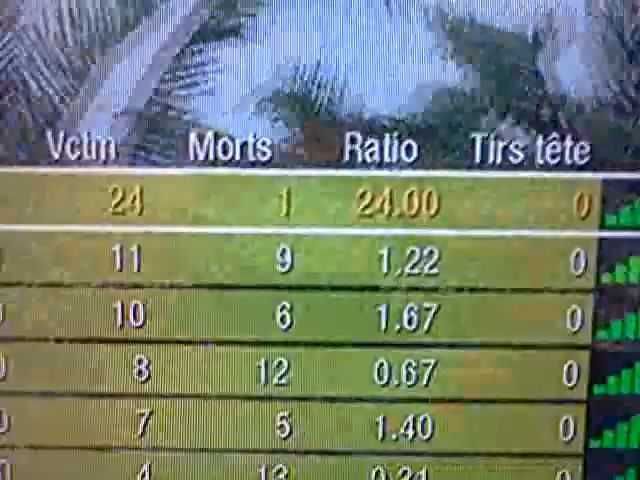 Vctm Morts Ratio Tirs tête
24 1 24.00 0
11 9 1.22 0
10 6 1.67 0
8 12 0.67 0
7 5 1.40 0
4 13